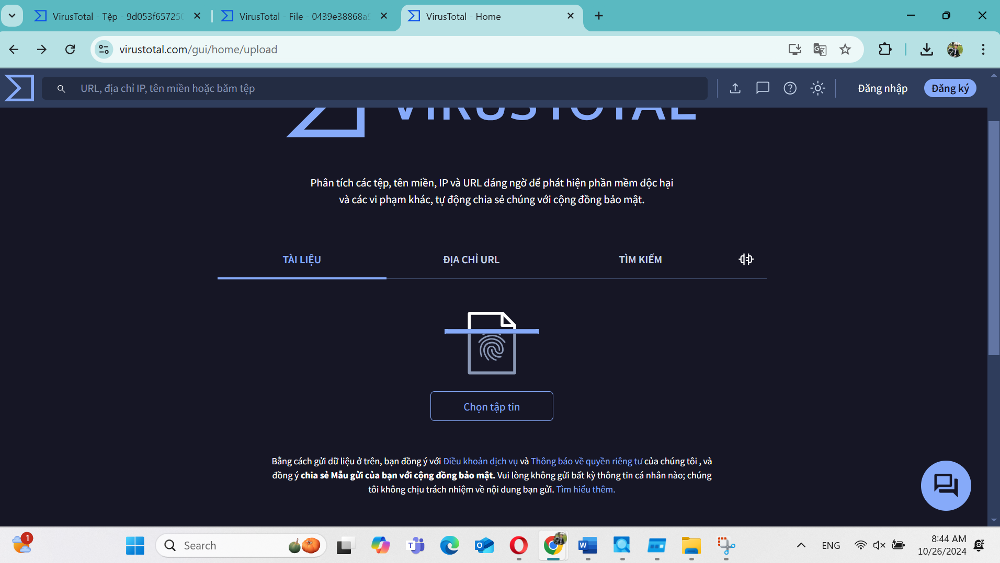 VirusTotal - Tệp - 9d053f65725
VirusTotal - File - 0439e38868a
VirusTotal - Home
virustotal.com/gui/home/upload
URL, địa chỉ IP, tên miền hoặc băm tệp
Đăng nhập
Đăng ký
VIRUSTOTAL
Phân tích các tệp, tên miền, IP và URL đáng ngờ để phát hiện phần mềm độc hại
và các vi phạm khác, tự động chia sẻ chúng với cộng đồng bảo mật.
TÀI LIỆU
ĐỊA CHỈ URL
TÌM KIẾM
Chọn tập tin
Bằng cách gửi dữ liệu ở trên, bạn đồng ý với Điều khoản dịch vụ và Thông báo về quyền riêng tư của chúng tôi , và
đồng ý chia sẻ Mẫu gửi của bạn với cộng đồng bảo mật. Vui lòng không gửi bất kỳ thông tin cá nhân nào; chúng
tôi không chịu trách nhiệm về nội dung bạn gửi. Tìm hiểu thêm.
1
Search
ENG
8:44 AM
10/26/2024